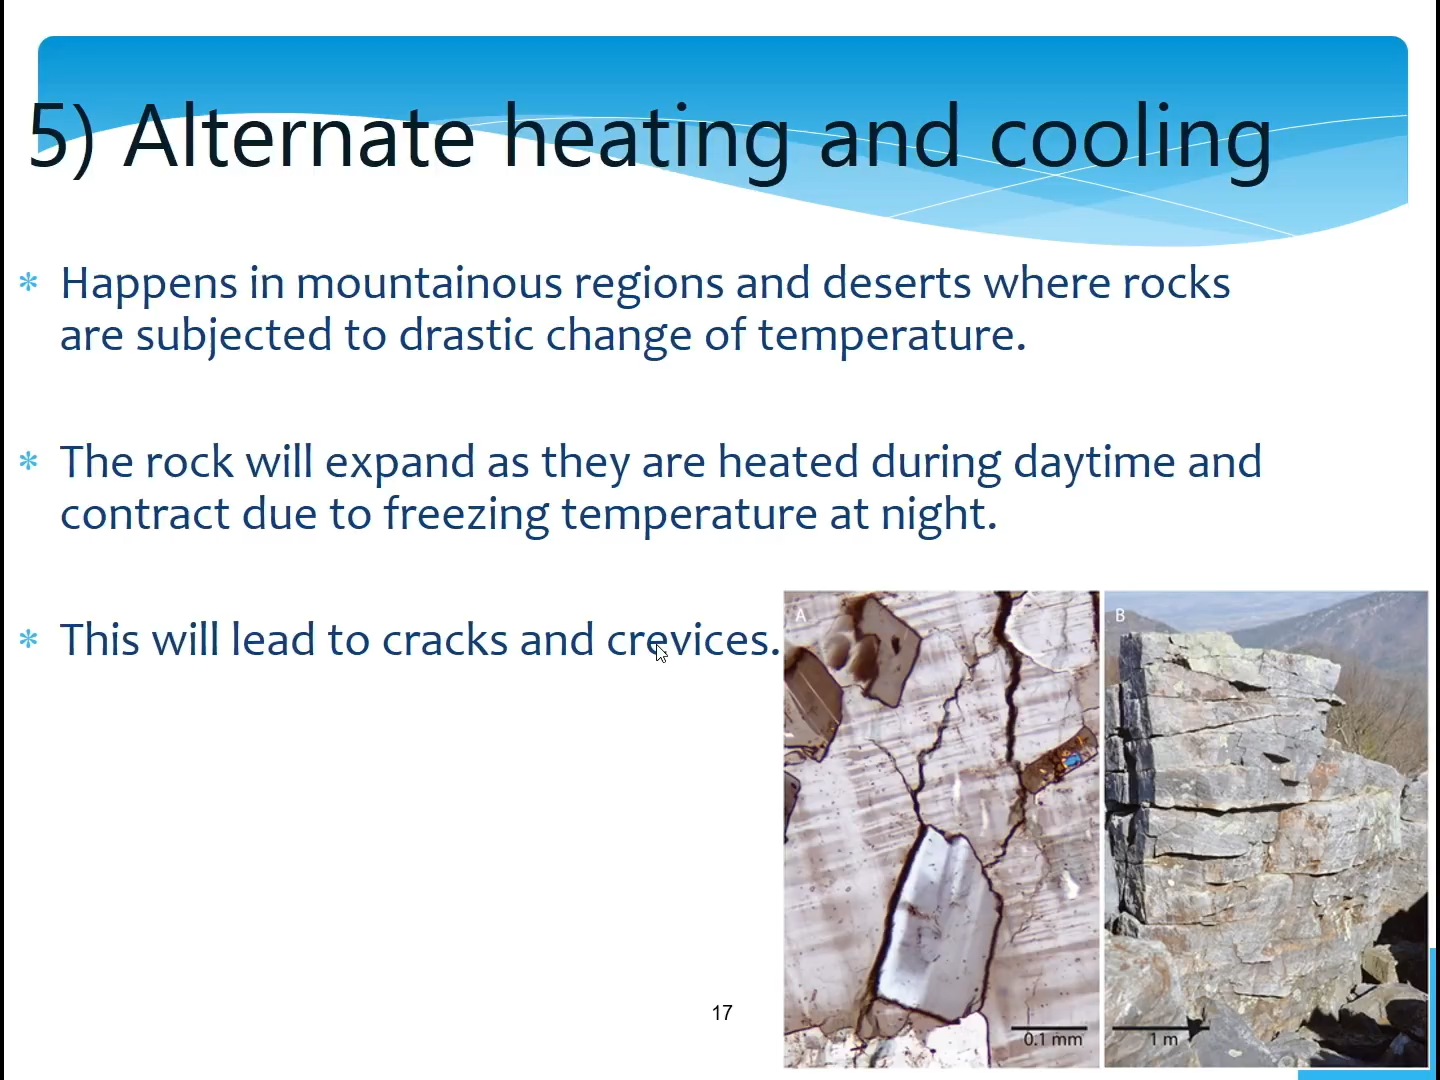 5) Alternate heating and cooling
* Happens in mountainous regions and deserts where rocks
are subjected to drastic change of temperature.
* The rock will expand as they are heated during daytime and
contract due to freezing temperature at night.
* This will lead to cracks and crevices.
A
B
0.1 mm
1 m
17